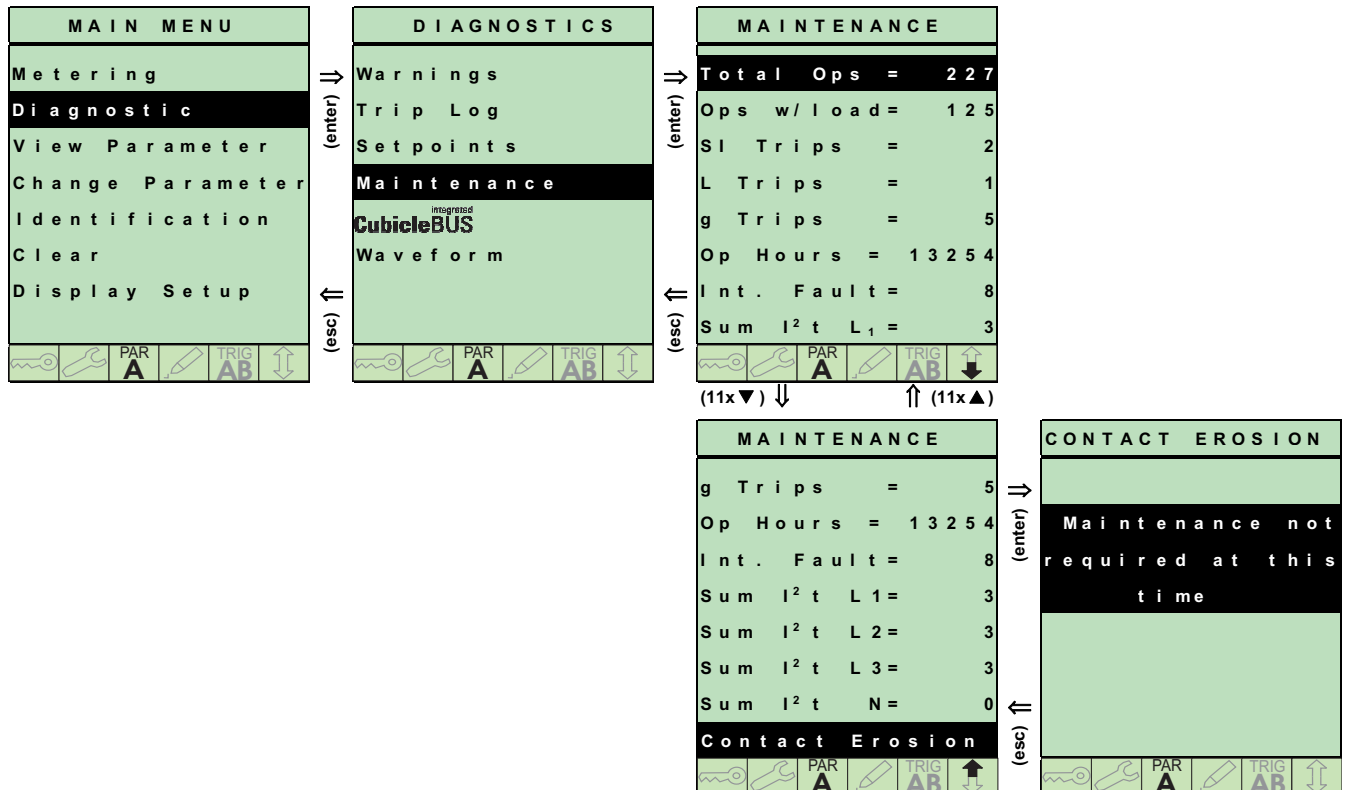 MAIN MENU
Metering
Diagnostic
View Parameter
Change Parameter
Identification
Clear
Display Setup
PAR
A
TRIG
AB
⇒
(enter)
⇐
(esc)
DIAGNOSTICS
Warnings
Trip Log
Setpoints
Maintenance
integrated
CubicleBUS
Waveform
PAR
A
TRIG
AB
⇒
(enter)
⇐
(esc)
MAINTENANCE
Total Ops = 227
Ops w/load= 125
SI Trips = 2
L Trips = 1
g Trips = 5
Op Hours = 13254
Int. Fault= 8
Sum I² t L₁ = 3
PAR
A
TRIG
AB
(11x ▼) ⇓ ⇑ (11x ▲)
MAINTENANCE
g Trips = 5
Op Hours = 13254
Int. Fault= 8
Sum I² t L1= 3
Sum I² t L2= 3
Sum I² t L3= 3
Sum I² t N= 0
Contact Erosion
PAR
A
TRIG
AB
⇒
(enter)
⇐
(esc)
CONTACT EROSION
Maintenance not
required at this
time
PAR
A
TRIG
AB